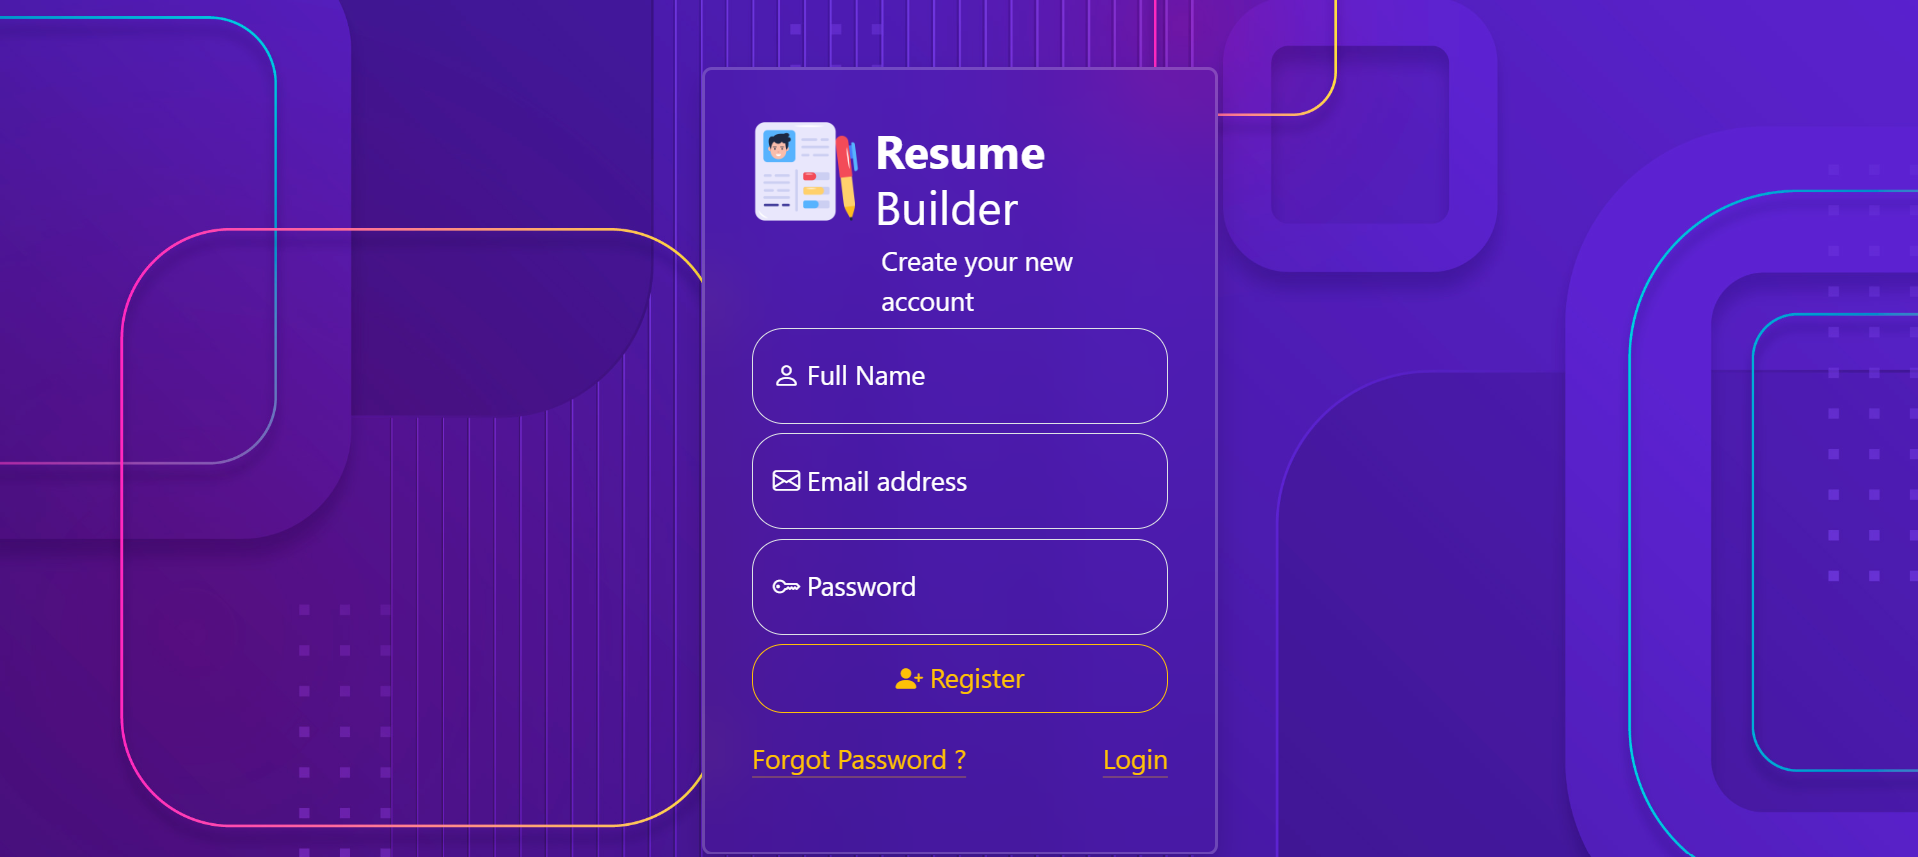 Resume
Builder
Create your new
account
Full Name
Email address
Password
Register
Forgot Password ?
Login